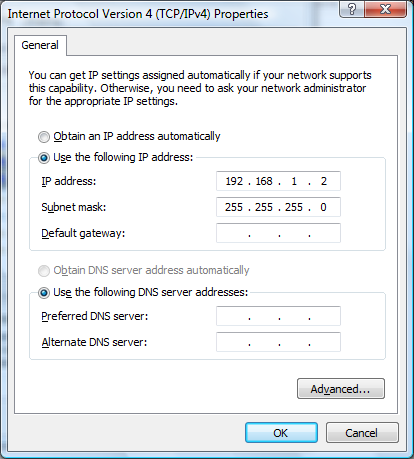 Internet Protocol Version 4 (TCP/IPv4) Properties
?
General
You can get IP settings assigned automatically if your network supports
this capability. Otherwise, you need to ask your network administrator
for the appropriate IP settings.
Obtain an IP address automatically
Use the following IP address:
IP address: 192 . 168 . 1 . 2
Subnet mask: 255 . 255 . 255 . 0
Default gateway: . . .
Obtain DNS server address automatically
Use the following DNS server addresses:
Preferred DNS server: . . .
Alternate DNS server: . . .
Advanced...
OK Cancel